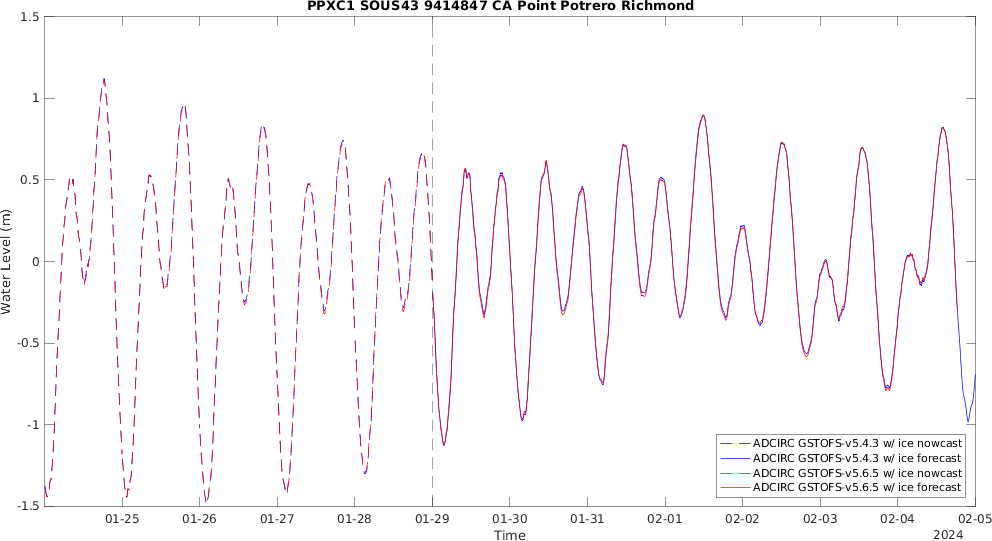 PPXC1 SOUS43 9414847 CA Point Potrero Richmond
1.5
1
0.5
0
-0.5
-1
-1.5
Water Level (m)
01-25 01-26 01-27 01-28 01-29 01-30 01-31 02-01 02-02 02-03 02-04 02-05
Time
2024
ADCIRC GSTOFS-v5.4.3 w/ ice nowcast
ADCIRC GSTOFS-v5.4.3 w/ ice forecast
ADCIRC GSTOFS-v5.6.5 w/ ice nowcast
ADCIRC GSTOFS-v5.6.5 w/ ice forecast